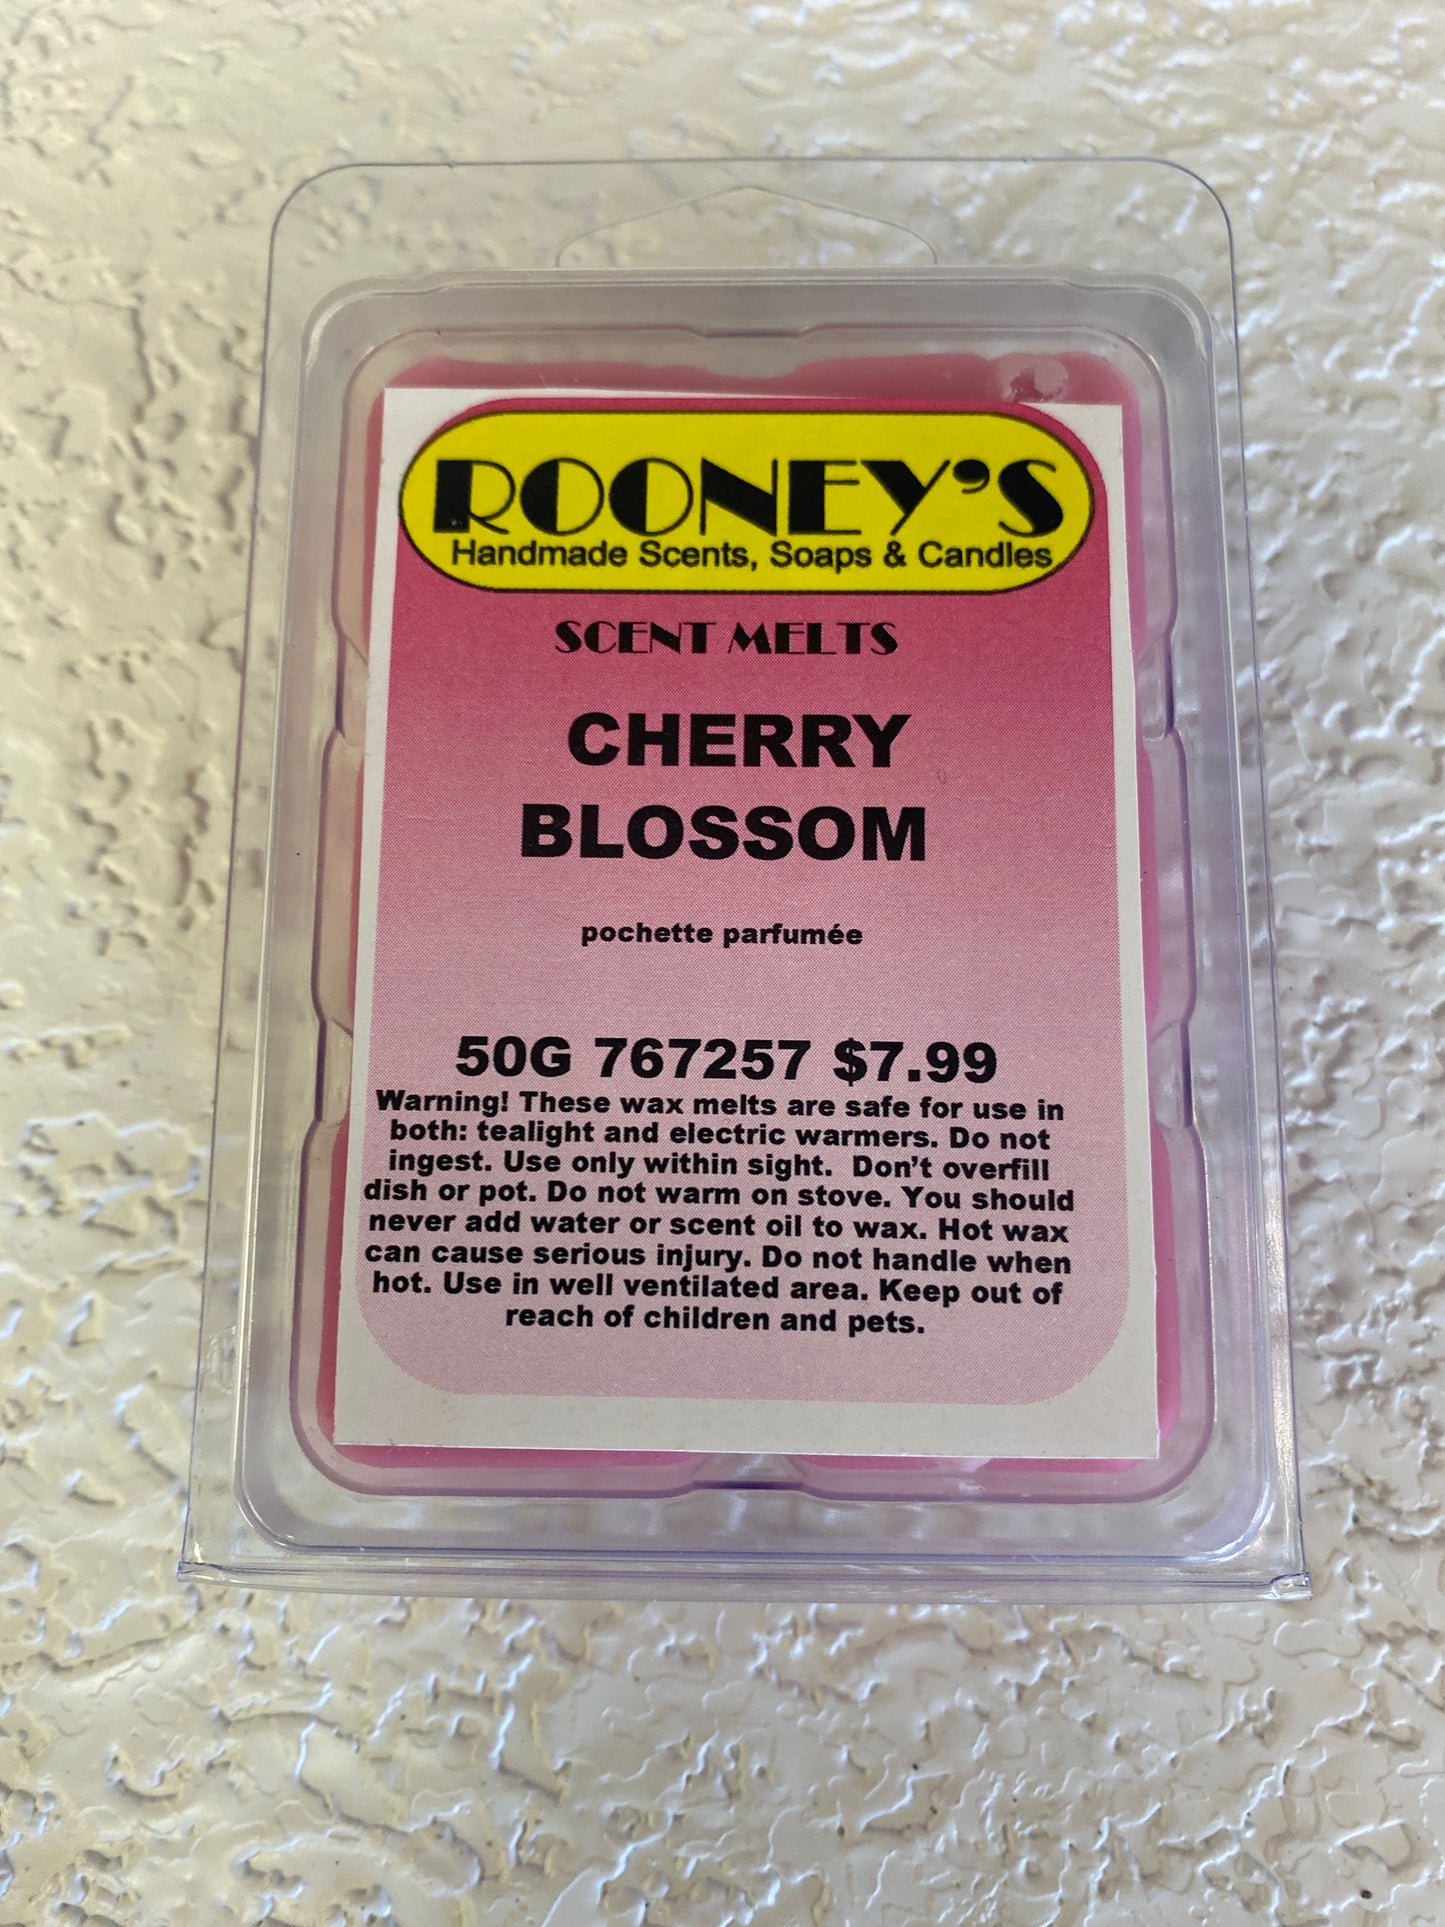 ROONEY'S
Handmade Scents, Soaps & Candles
SCENT MELTS
CHERRY
BLOSSOM
pochette parfumée
50G 767257 $7.99
Warning! These wax melts are safe for use in
both: tealight and electric warmers. Do not
ingest. Use only within sight.  Don't overfill
dish or pot. Do not warm on stove. You should
never add water or scent oil to wax. Hot wax
can cause serious injury. Do not handle when
hot. Use in well ventilated area. Keep out of
reach of children and pets.